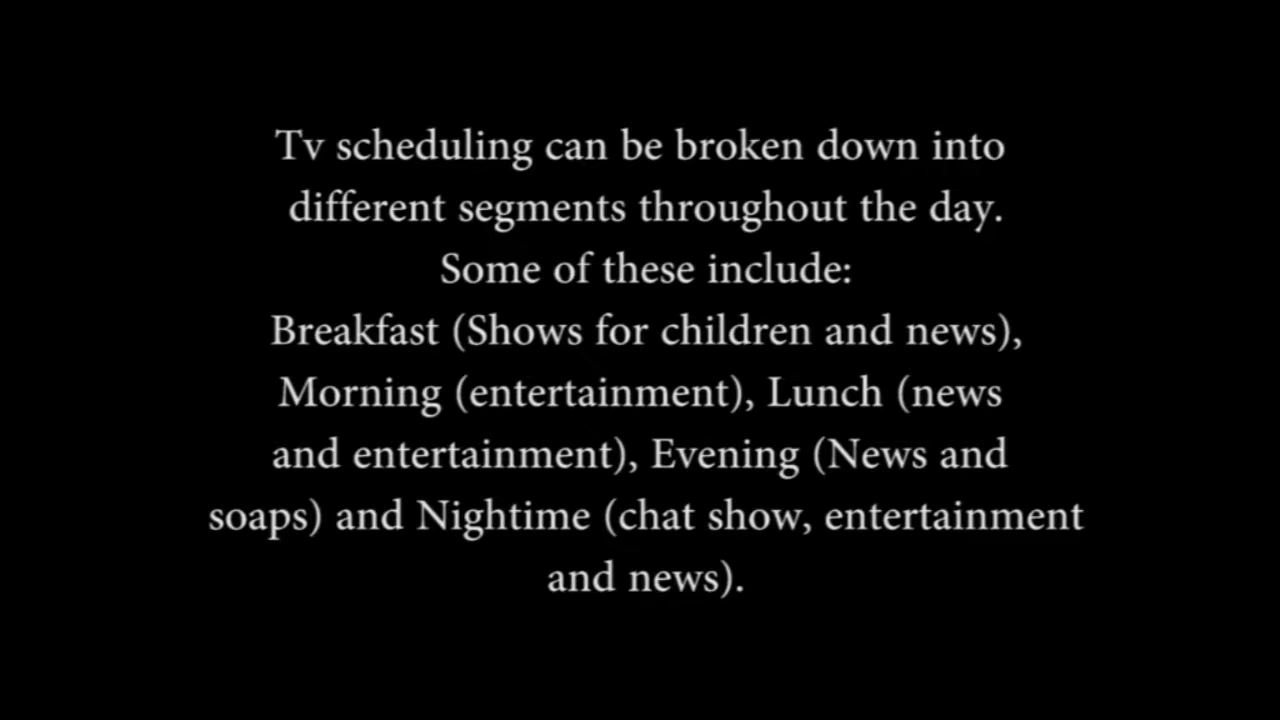 Tv scheduling can be broken down into
different segments throughout the day.
Some of these include:
Breakfast (Shows for children and news),
Morning (entertainment), Lunch (news
and entertainment), Evening (News and
soaps) and Nightime (chat show, entertainment
and news).